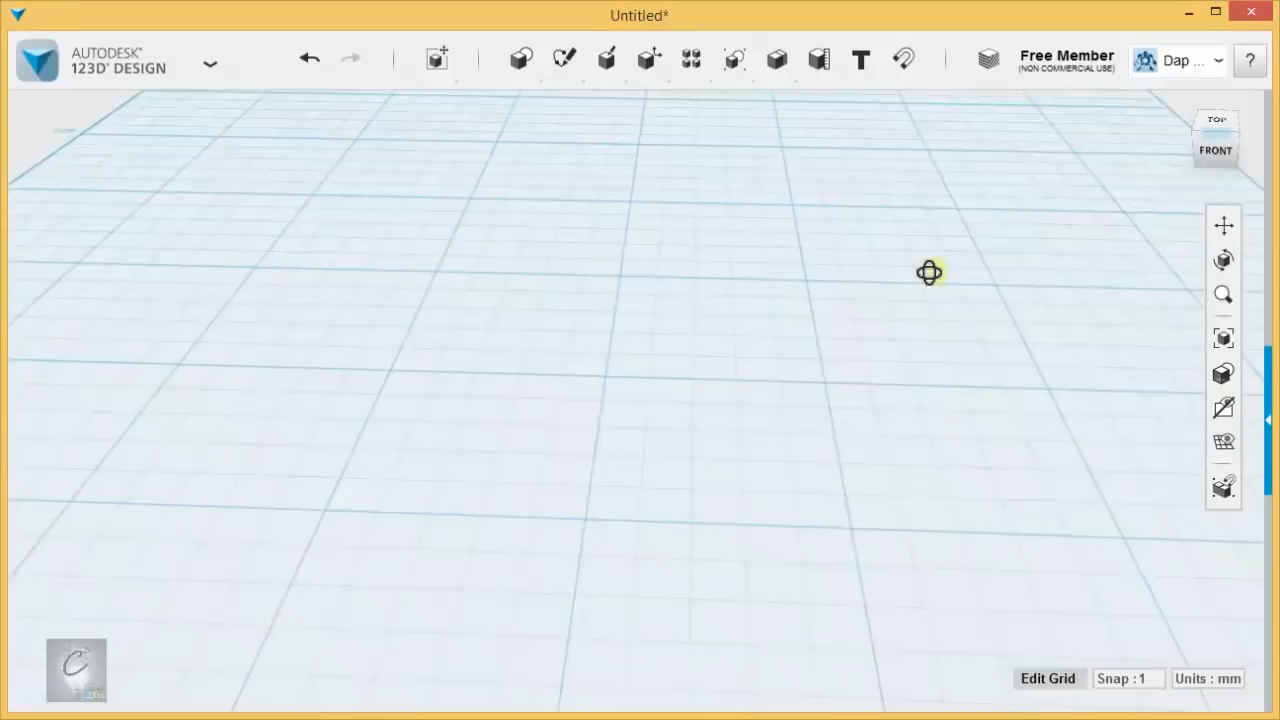 Untitled*
AUTODESK®
123D® DESIGN
Free Member
(NON COMMERCIAL USE)
Dap ...
?
T
TOP
FRONT
Edit Grid
Snap : 1
Units : mm